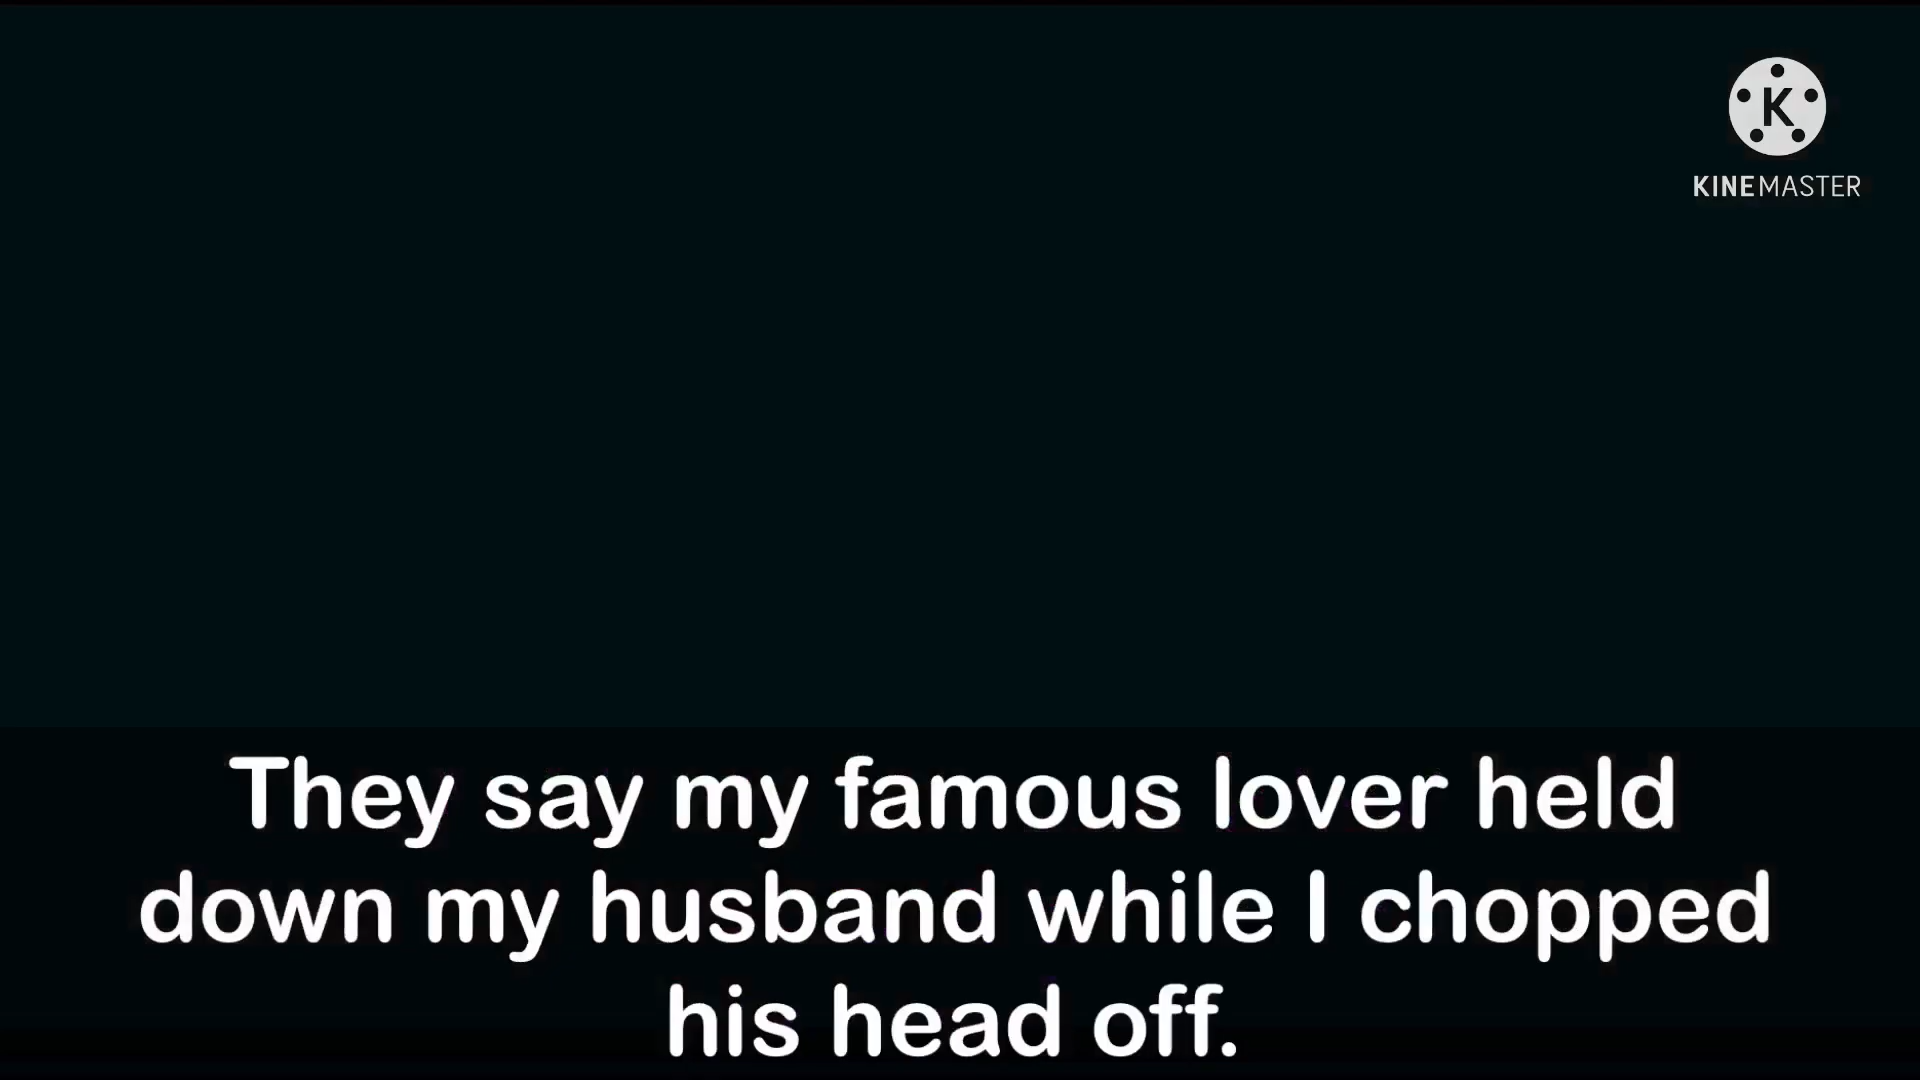 K
KINEMASTER
They say my famous lover held
down my husband while I chopped
his head off.